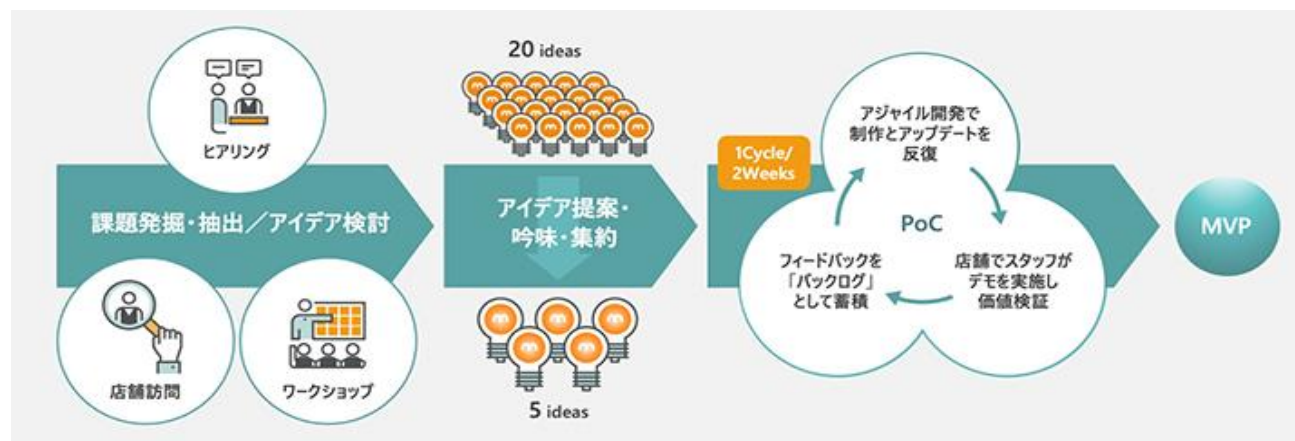 ヒアリング
課題発掘・抽出／アイデア検討
店舗訪問
ワークショップ
20 ideas
アイデア提案・
吟味・集約
5 ideas
1Cycle/
2Weeks
アジャイル開発で
制作とアップデートを
反復
PoC
フィードバックを
「バックログ」
として蓄積
店舗でスタッフが
デモを実施し
価値検証
MVP